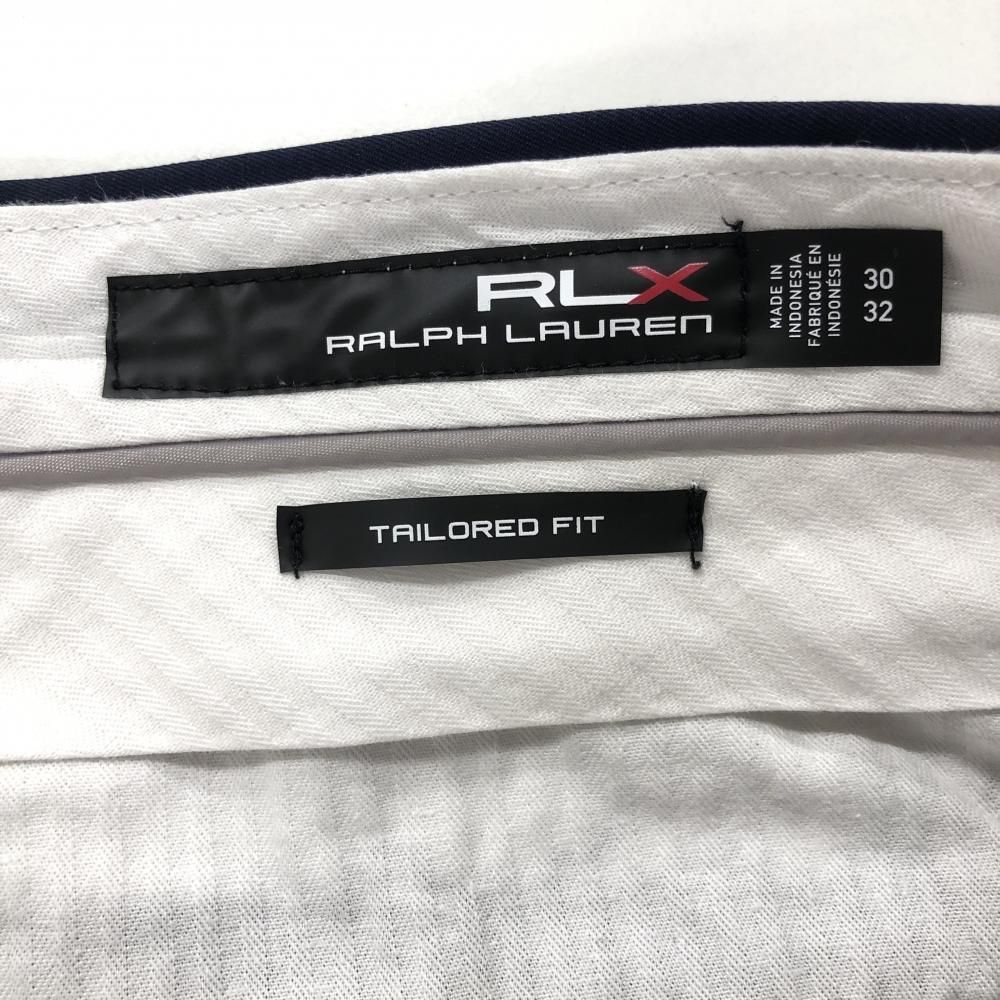 RLX
RALPH LAUREN
MADE IN
INDONESIA
FABRIQUÉ EN
INDONÉSIE
30
32
TAILORED FIT